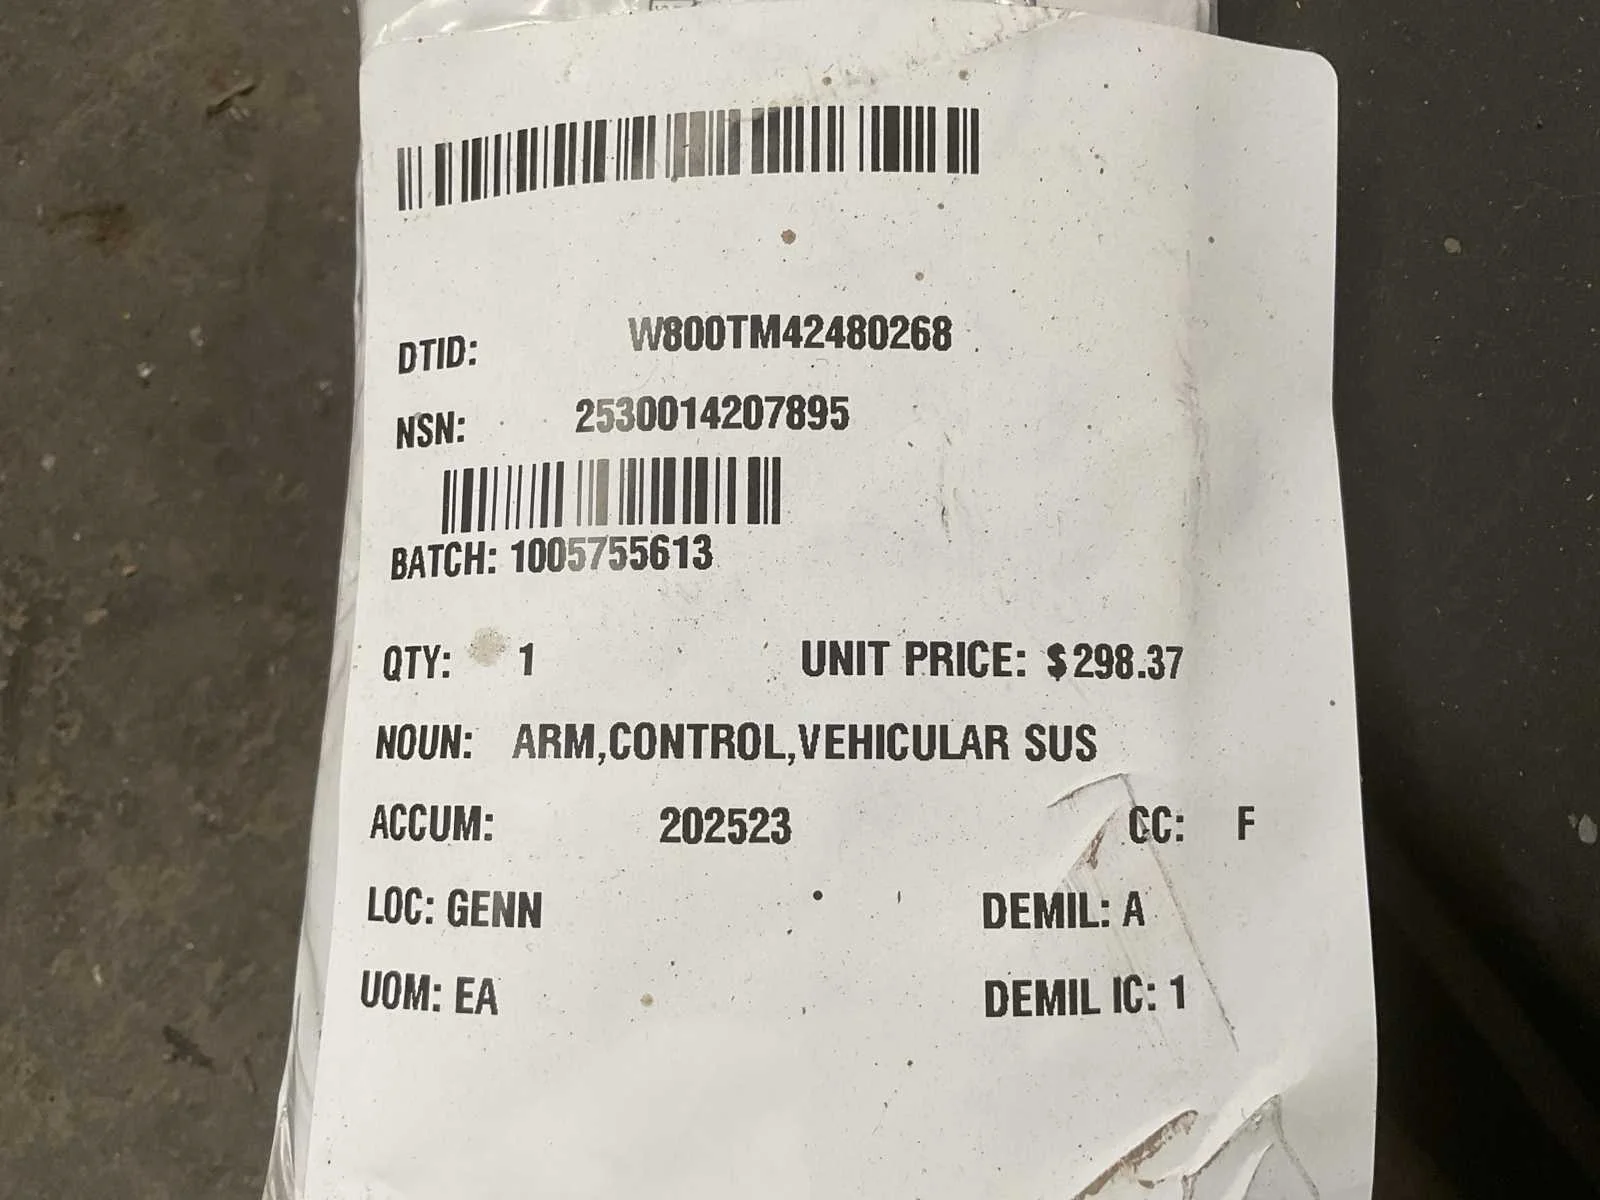 DTID: W800TM42480268
NSN: 2530014207895
BATCH: 1005755613
QTY: 1 UNIT PRICE: $298.37
NOUN: ARM,CONTROL,VEHICULAR SUS
ACCUM: 202523 CC: F
LOC: GENN DEMIL: A
UOM: EA DEMIL IC: 1